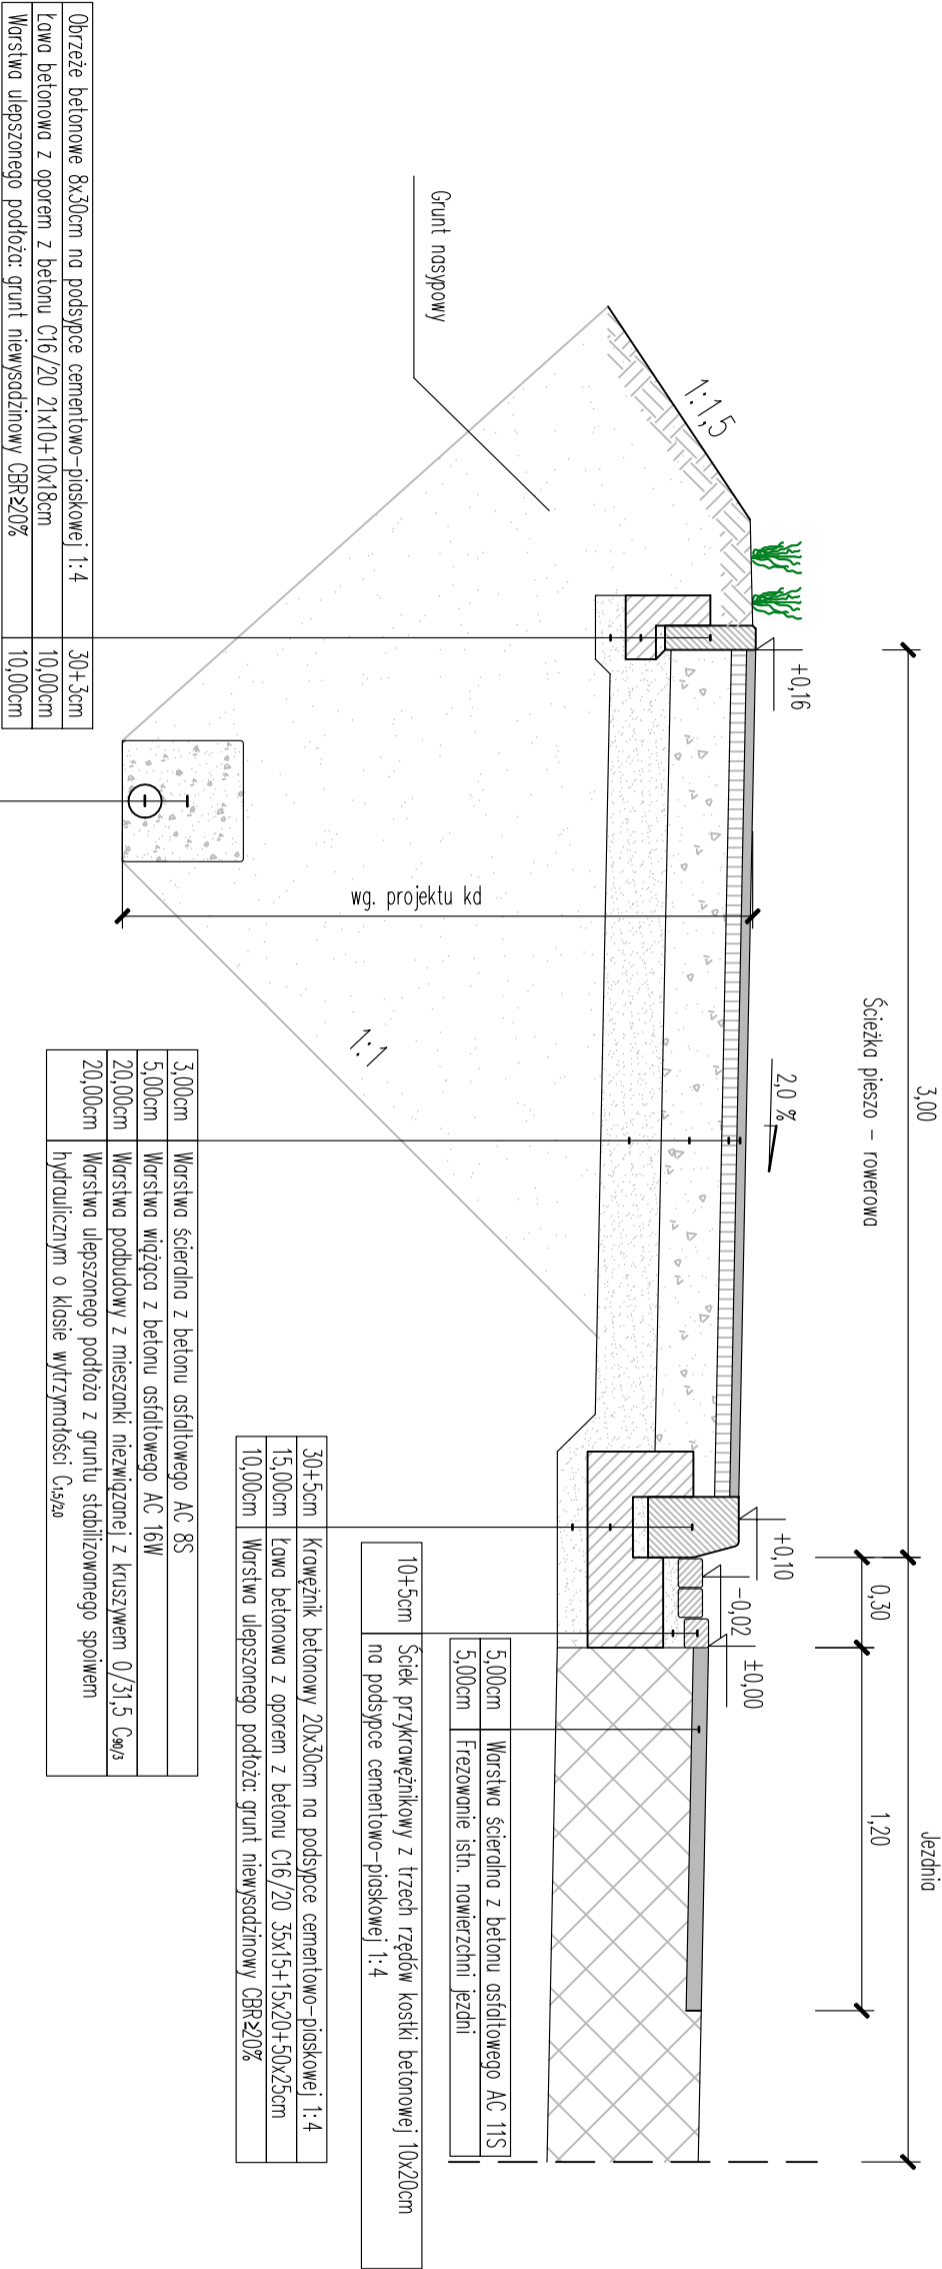 3,00
Ścieżka pieszo - rowerowa
Jezdnia
0,30
1,20
+0,16
2,0 %
+0,10
-0,02
±0,00
1:1,5
Grunt nasypowy
wg. projektu kd
1:1
5,00cm Warstwa ścieralna z betonu asfaltowego AC 11S
5,00cm Frezowanie istn. nawierzchni jezdni
10+5cm Ściek przykrawężnikowy z trzech rzędów kostki betonowej 10x20cm
na podsypce cementowo-piaskowej 1:4
30+5cm Krawężnik betonowy 20x30cm na podsypce cementowo-piaskowej 1:4
15,00cm Ława betonowa z oporem z betonu C16/20 35x15+15x20+50x25cm
10,00cm Warstwa ulepszonego podłoża: grunt niewysadzinowy CBR≥20%
3,00cm Warstwa ścieralna z betonu asfaltowego AC 8S
5,00cm Warstwa wiążąca z betonu asfaltowego AC 16W
20,00cm Warstwa podbudowy z mieszanki niezwiązanej z kruszywem 0/31,5 C90/3
20,00cm Warstwa ulepszonego podłoża z gruntu stabilizowanego spoiwem
hydraulicznym o klasie wytrzymałości C1,5/2,0
Obrzeże betonowe 8x30cm na podsypce cementowo-piaskowej 1:4 30+3cm
Ława betonowa z oporem z betonu C16/20 21x10+10x18cm 10,00cm
Warstwa ulepszonego podłoża: grunt niewysadzinowy CBR≥20% 10,00cm